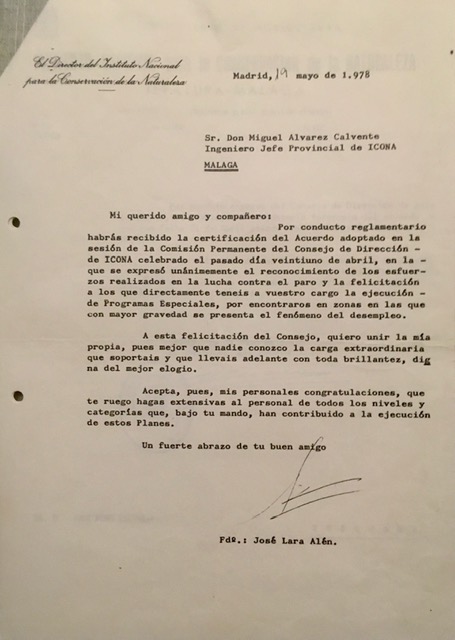 El Director del Instituto Nacional
para la Conservación de la Naturaleza
Madrid, 19 mayo de 1.978
Sr. Don Miguel Alvarez Calvente
Ingeniero Jefe Provincial de ICONA
MALAGA
Mi querido amigo y compañero:
Por conducto reglamentario
habrás recibido la certificación del Acuerdo adoptado en la
sesión de la Comisión Permanente del Consejo de Dirección -
de ICONA celebrado el pasado día veintiuno de abril, en la -
que se expresó unánimemente el reconocimiento de los esfuer-
zos realizados en la lucha contra el paro y la felicitación
a los que directamente teneis a vuestro cargo la ejecución -
de Programas Especiales, por encontraros en zonas en las que
con mayor gravedad se presenta el fenómeno del desempleo.
A esta felicitación del Consejo, quiero unir la mía
propia, pues mejor que nadie conozco la carga extraordinaria
que soportais y que llevais adelante con toda brillantez, dig
na del mejor elogio.
Acepta, pues, mis personales congratulaciones, que
te ruego hagas extensivas al personal de todos los niveles y
categorías que, bajo tu mando, han contribuido a la ejecución
de estos Planes.
Un fuerte abrazo de tu buen amigo
Fdº.: José Lara Alén.